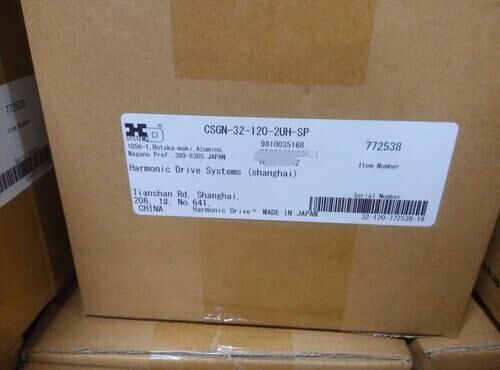 CSGN-32-120-2UH-SP
HD
SYSTEMS
®
9810035168
772538
1856-1,Hotaka-maki,Azumino,
Nagano Pref.,399-8305,JAPAN
Item Number
Harmonic Drive Systems (shanghai)
Tianshan Rd, Shanghai,
206, 1#, No.641,
CHINA
Harmonic Drive® MADE IN JAPAN
Serial Number
32-120-772538-19
772538
Item Number